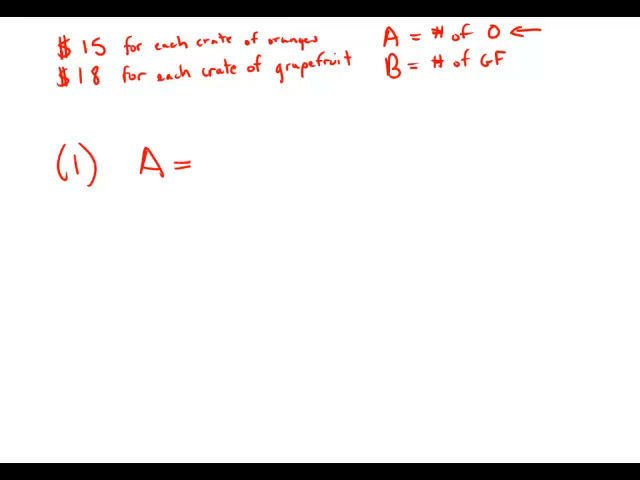 $15 for each crate of oranges
$18 for each crate of grapefruit
A = # of O ←
B = # of GF
(1) A =